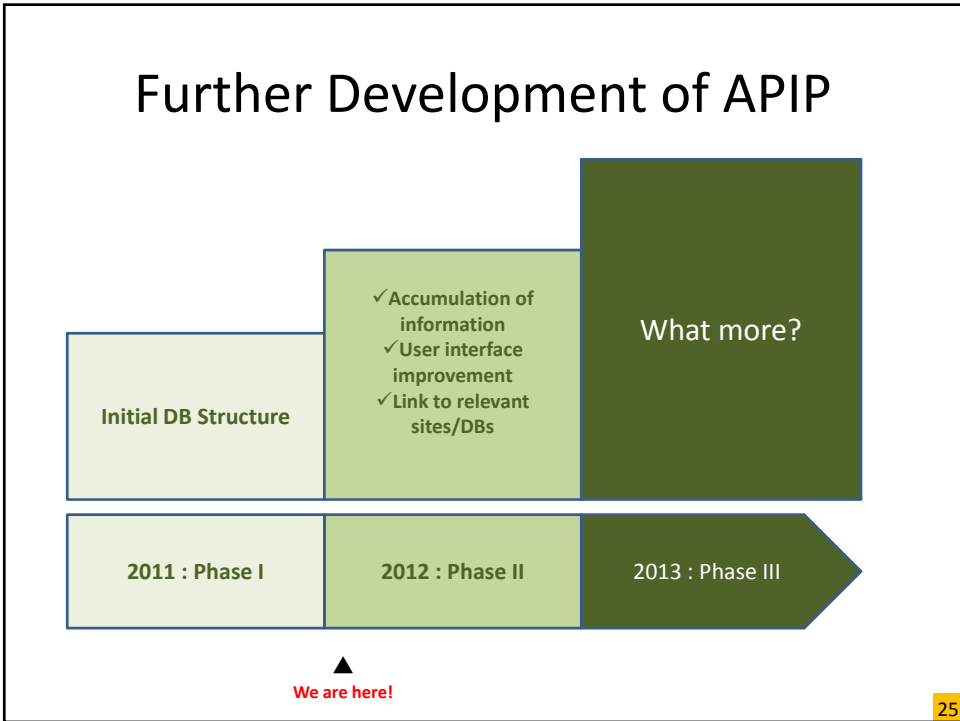 Further Development of APIP
Initial DB Structure
✓Accumulation of
information
✓User interface
improvement
✓Link to relevant
sites/DBs
What more?
2011 : Phase I
2012 : Phase II
2013 : Phase III
We are here!
25